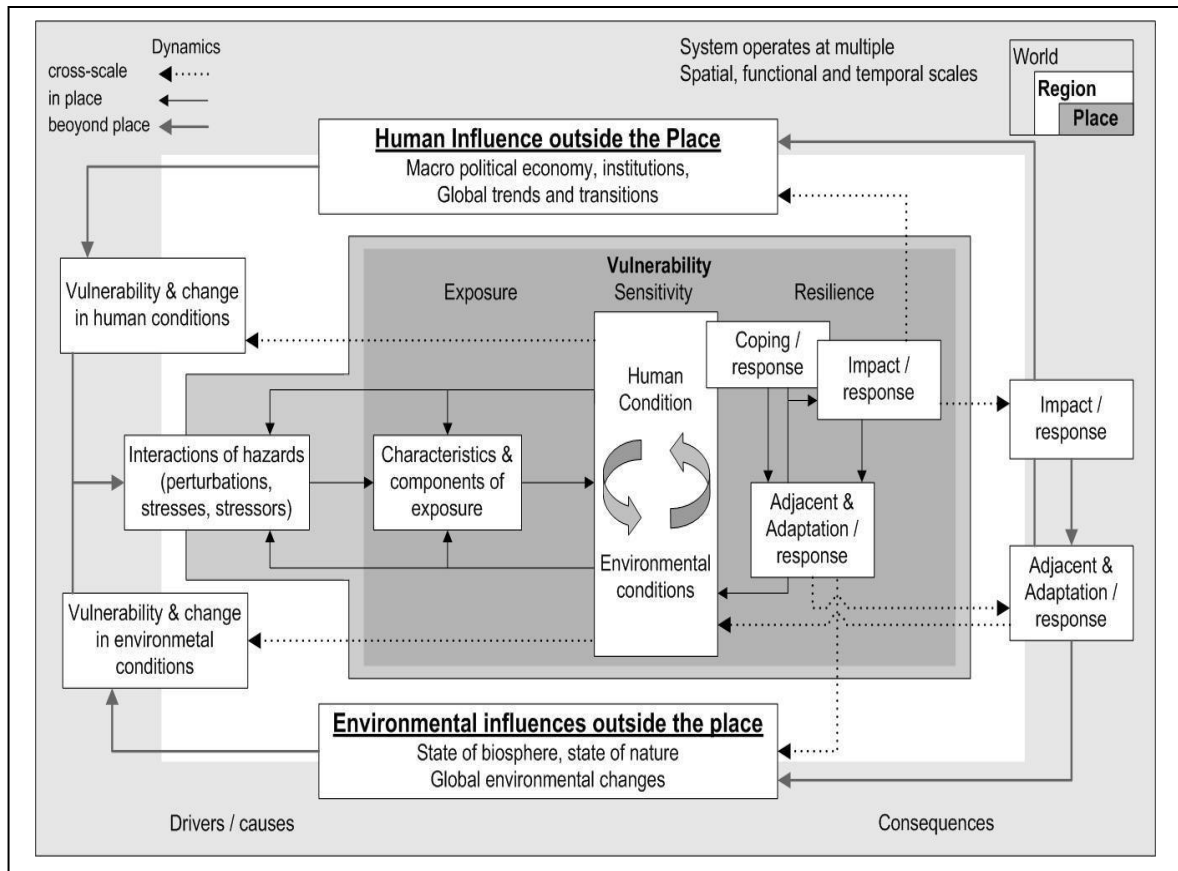 Dynamics
cross-scale
in place
beoyond place
System operates at multiple
Spatial, functional and temporal scales
World
Region
Place
Human Influence outside the Place
Macro political economy, institutions,
Global trends and transitions
Vulnerability & change
in human conditions
Vulnerability
Exposure
Sensitivity
Resilience
Coping /
response
Impact /
response
Human
Condition
Impact /
response
Interactions of hazards
(perturbations,
stresses, stressors)
Characteristics &
components of
exposure
Adjacent &
Adaptation /
response
Environmental
conditions
Adjacent &
Adaptation /
response
Vulnerability & change
in environmetal
conditions
Environmental influences outside the place
State of biosphere, state of nature
Global environmental changes
Drivers / causes
Consequences